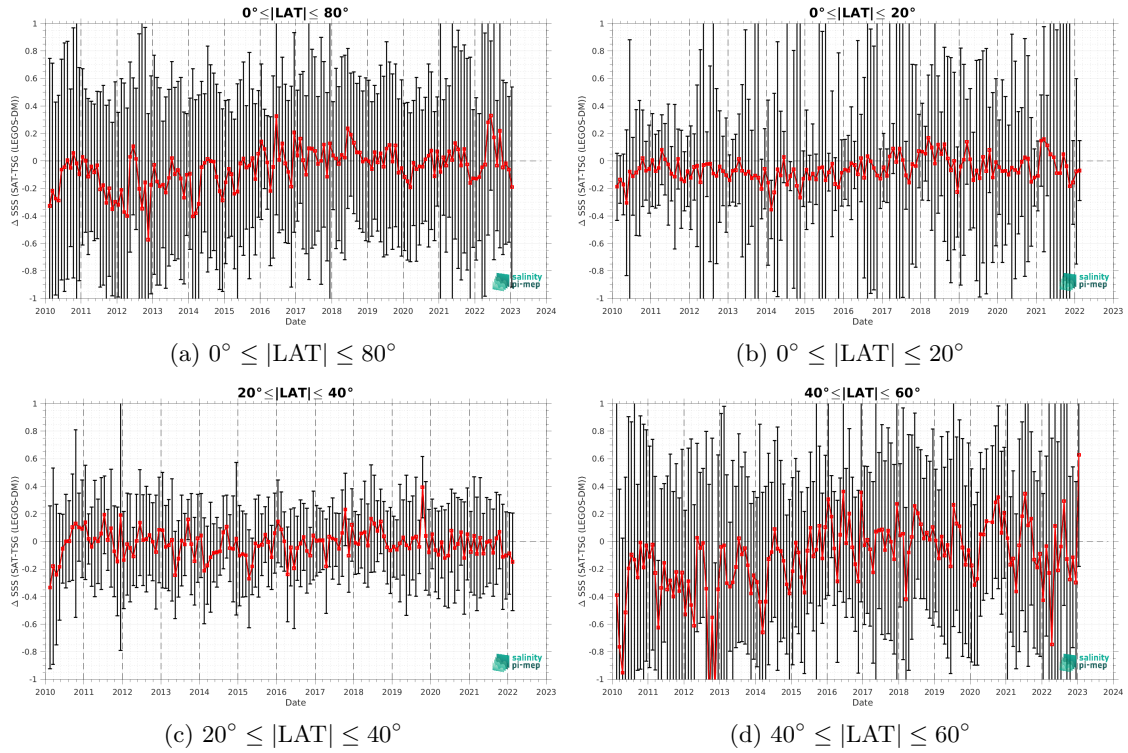 0°≤|LAT|≤ 80°
Δ SSS (SAT-TSG (LEGOS-DM))
1
0.8
0.6
0.4
0.2
0
-0.2
-0.4
-0.6
-0.8
-1
2010 2011 2012 2013 2014 2015 2016 2017 2018 2019 2020 2021 2022 2023 2024
Date
salinity
pi-mep
(a) 0° ≤ |LAT| ≤ 80°
0°≤|LAT|≤ 20°
Δ SSS (SAT-TSG (LEGOS-DM))
1
0.8
0.6
0.4
0.2
0
-0.2
-0.4
-0.6
-0.8
-1
2010 2011 2012 2013 2014 2015 2016 2017 2018 2019 2020 2021 2022 2023
Date
salinity
pi-mep
(b) 0° ≤ |LAT| ≤ 20°
20°≤|LAT|≤ 40°
Δ SSS (SAT-TSG (LEGOS-DM))
1
0.8
0.6
0.4
0.2
0
-0.2
-0.4
-0.6
-0.8
-1
2010 2011 2012 2013 2014 2015 2016 2017 2018 2019 2020 2021 2022 2023
Date
salinity
pi-mep
(c) 20° ≤ |LAT| ≤ 40°
40°≤|LAT|≤ 60°
Δ SSS (SAT-TSG (LEGOS-DM))
1
0.8
0.6
0.4
0.2
0
-0.2
-0.4
-0.6
-0.8
-1
2010 2011 2012 2013 2014 2015 2016 2017 2018 2019 2020 2021 2022 2023 2024
Date
salinity
pi-mep
(d) 40° ≤ |LAT| ≤ 60°